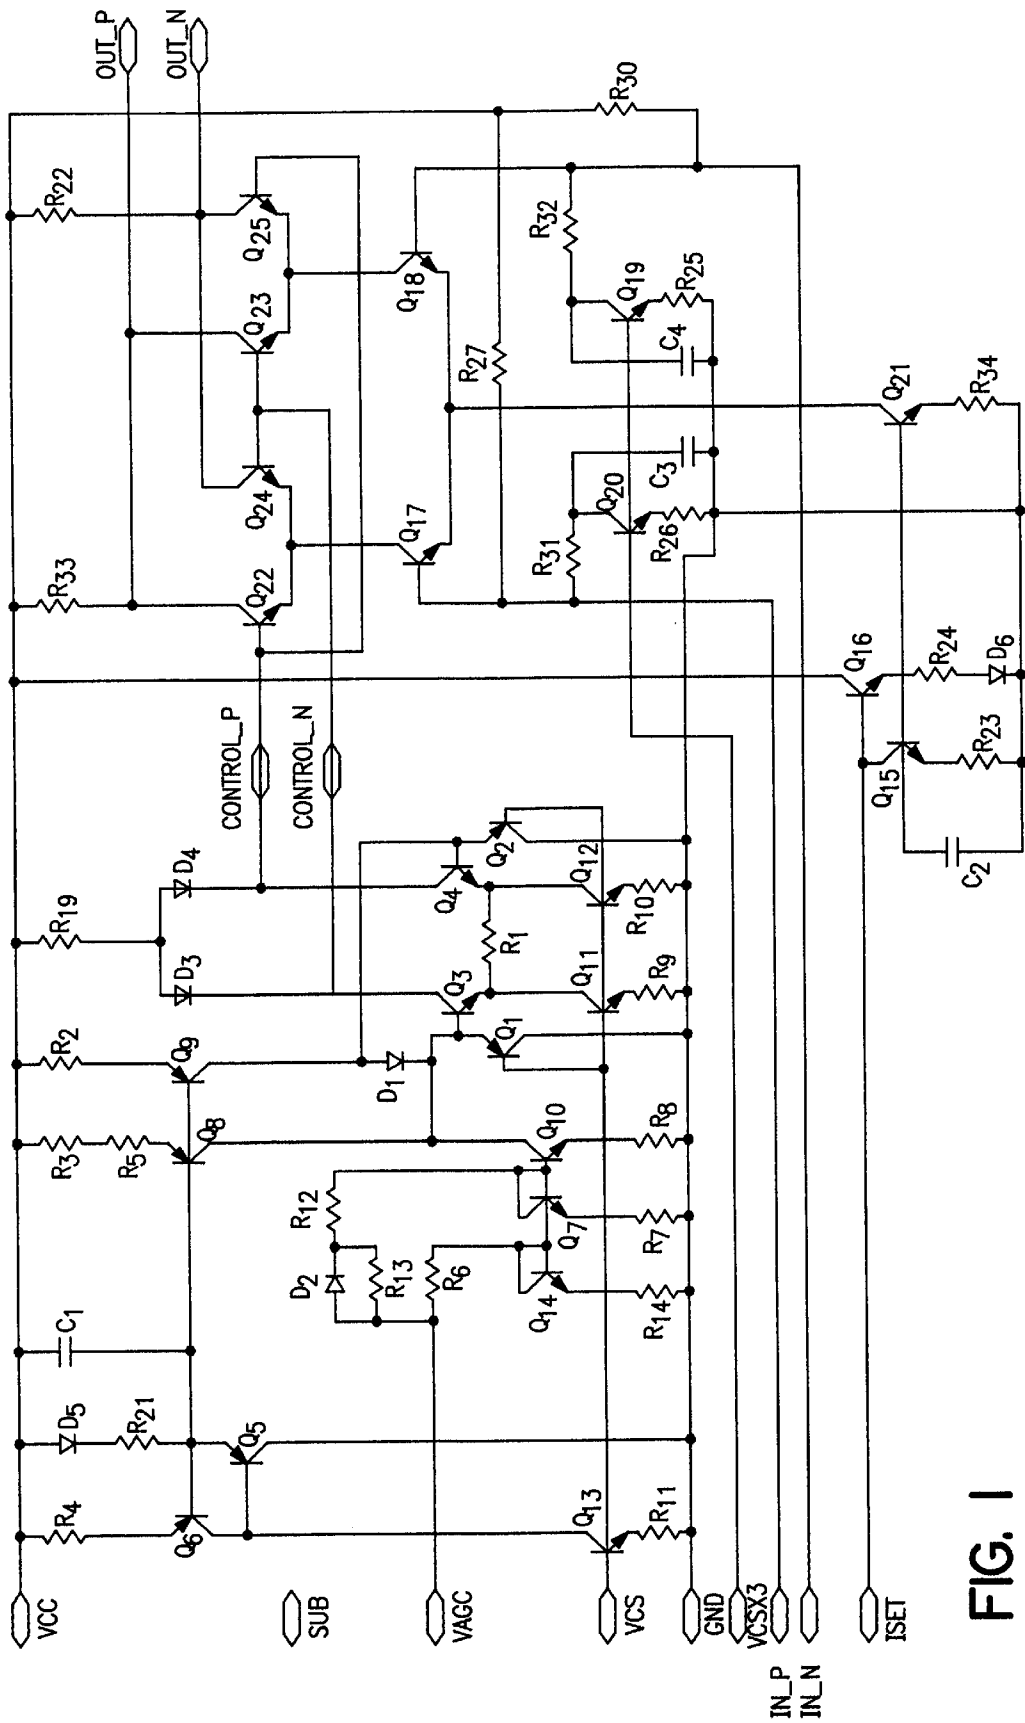 OUT_P
OUT_N
R30
R22
R33
Q25
Q23
Q24
Q22
Q18
Q17
R27
R32
R31
Q19
Q20
R25
R26
C4
C3
Q21
R34
Q16
R24
D6
Q15
R23
C2
CONTROL_P
CONTROL_N
R19
D4
D3
Q4
Q2
Q3
Q1
R1
Q12
Q11
R10
R9
R2
R3
R5
Q9
Q8
D1
Q10
R8
R12
D2
R13
R6
Q7
Q14
R7
R14
C1
D5
R21
R4
Q5
Q6
Q13
R11
VCC
SUB
VAGC
VCS
GND
VCSX3
IN_P
IN_N
ISET
FIG. 1